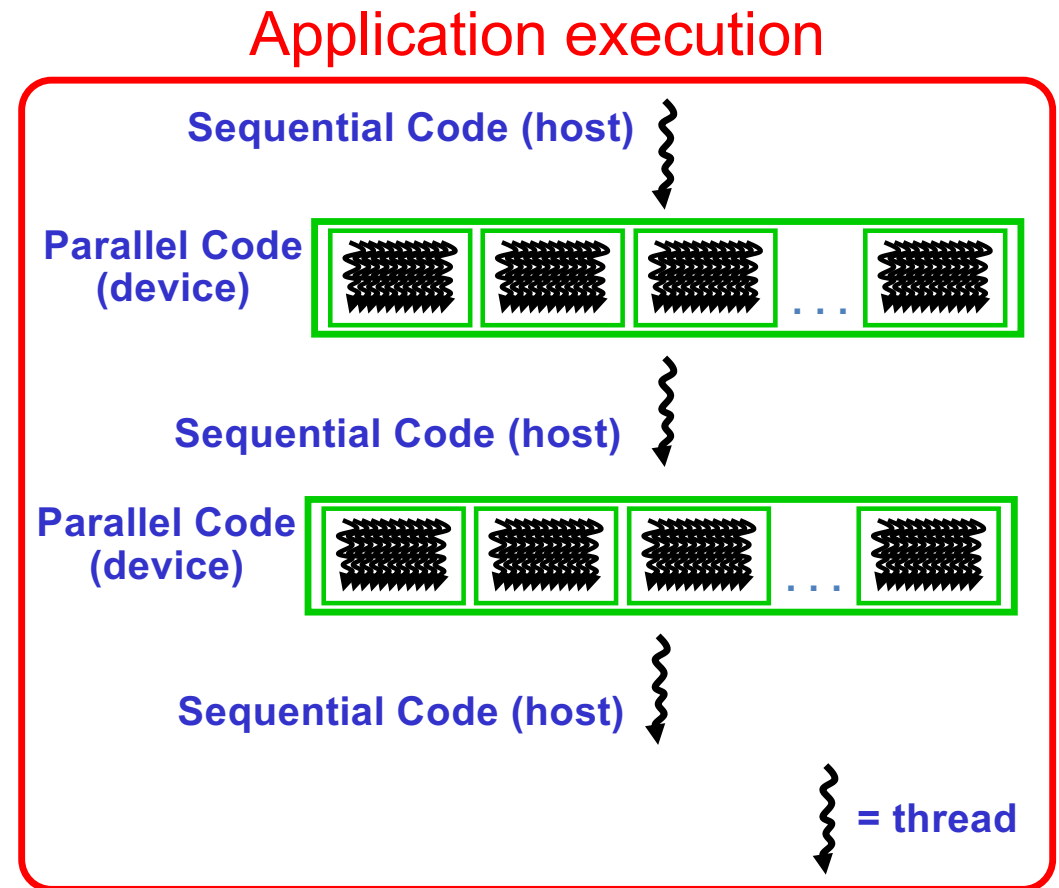 Application execution
Sequential Code (host)
Parallel Code
(device)
. . .
Sequential Code (host)
Parallel Code
(device)
. . .
Sequential Code (host)
= thread